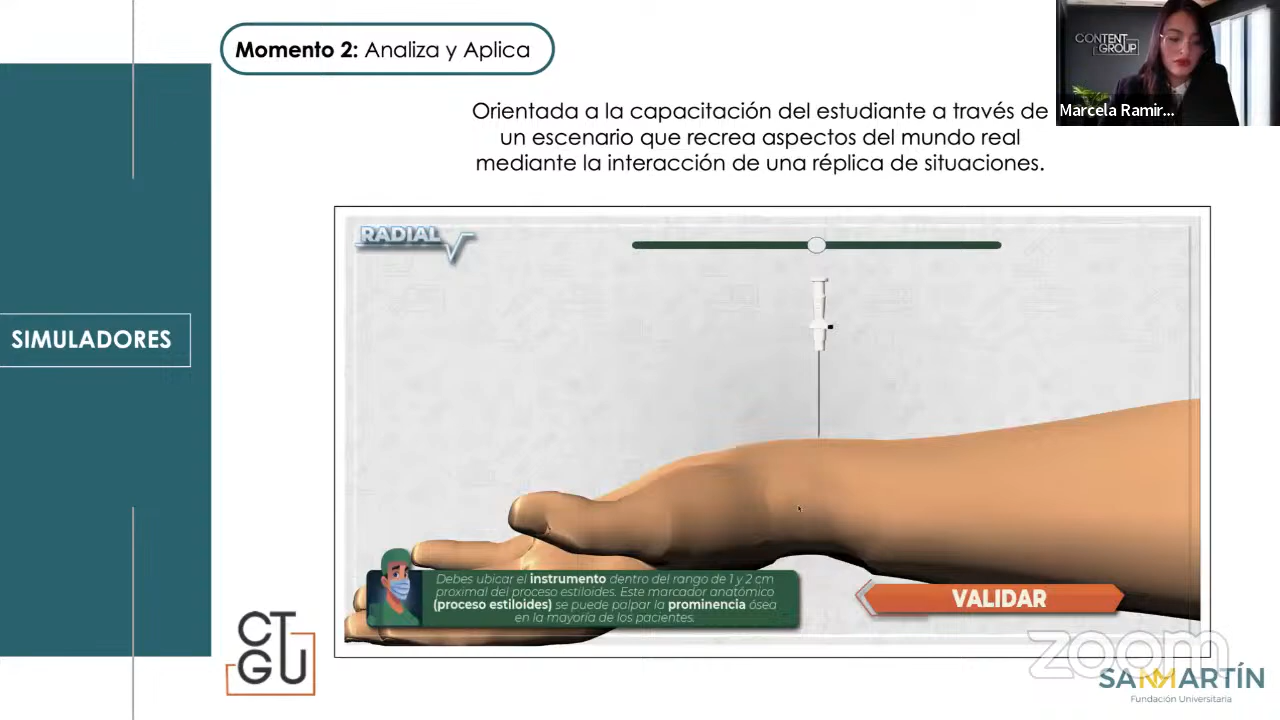 Momento 2: Analiza y Aplica
CONTENT
GROUP
Marcela Ramir...
Orientada a la capacitación del estudiante a través de
un escenario que recrea aspectos del mundo real
mediante la interacción de una réplica de situaciones.
RADIAL
SIMULADORES
Debes ubicar el instrumento dentro del rango de 1 y 2 cm
proximal del proceso estiloides. Este marcador anatómico
(proceso estiloides) se puede palpar la prominencia ósea
en la mayoría de los pacientes.
VALIDAR
CT
GU
zoom
SANMARTÍN
Fundación Universitaria